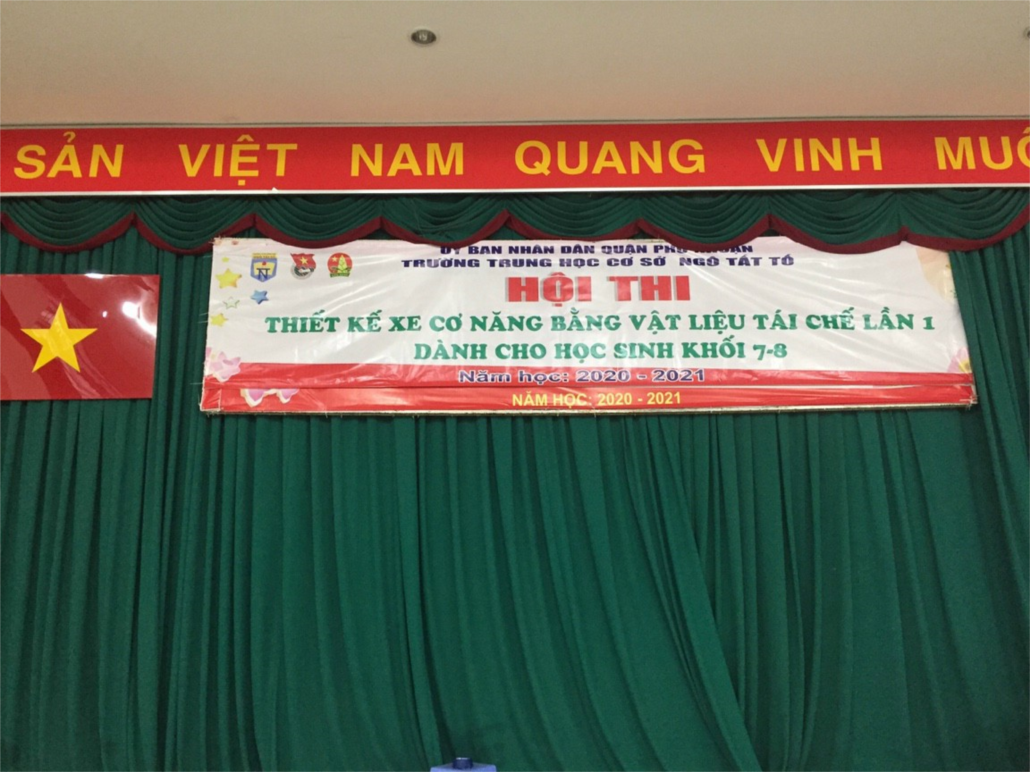 SẢN VIỆT NAM QUANG VINH MUÔ
ỦY BAN NHÂN DÂN QUẬN PHÚ NHUẬN
TRƯỜNG TRUNG HỌC CƠ SỞ NGÔ TẤT TỐ
HỘI THI
THIẾT KẾ XE CƠ NĂNG BẰNG VẬT LIỆU TÁI CHẾ LẦN 1
DÀNH CHO HỌC SINH KHỐI 7-8
Năm học: 2020 - 2021
NĂM HỌC: 2020 - 2021